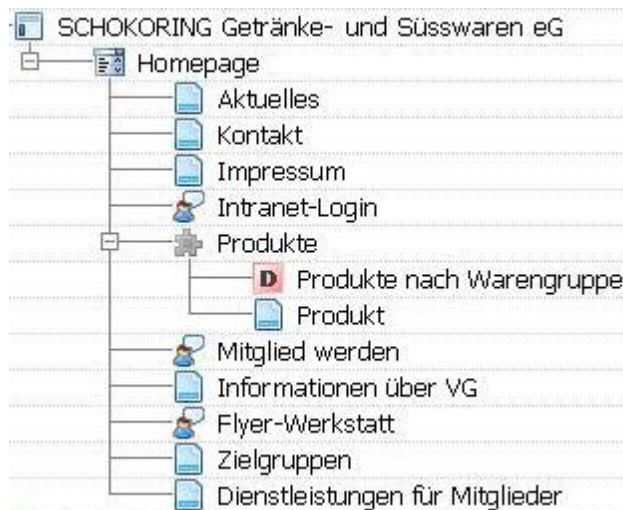 SCHOKORING Getränke- und Süsswaren eG
Homepage
Aktuelles
Kontakt
Impressum
Intranet-Login
Produkte
D Produkte nach Warengruppe
Produkt
Mitglied werden
Informationen über VG
Flyer-Werkstatt
Zielgruppen
Dienstleistungen für Mitglieder